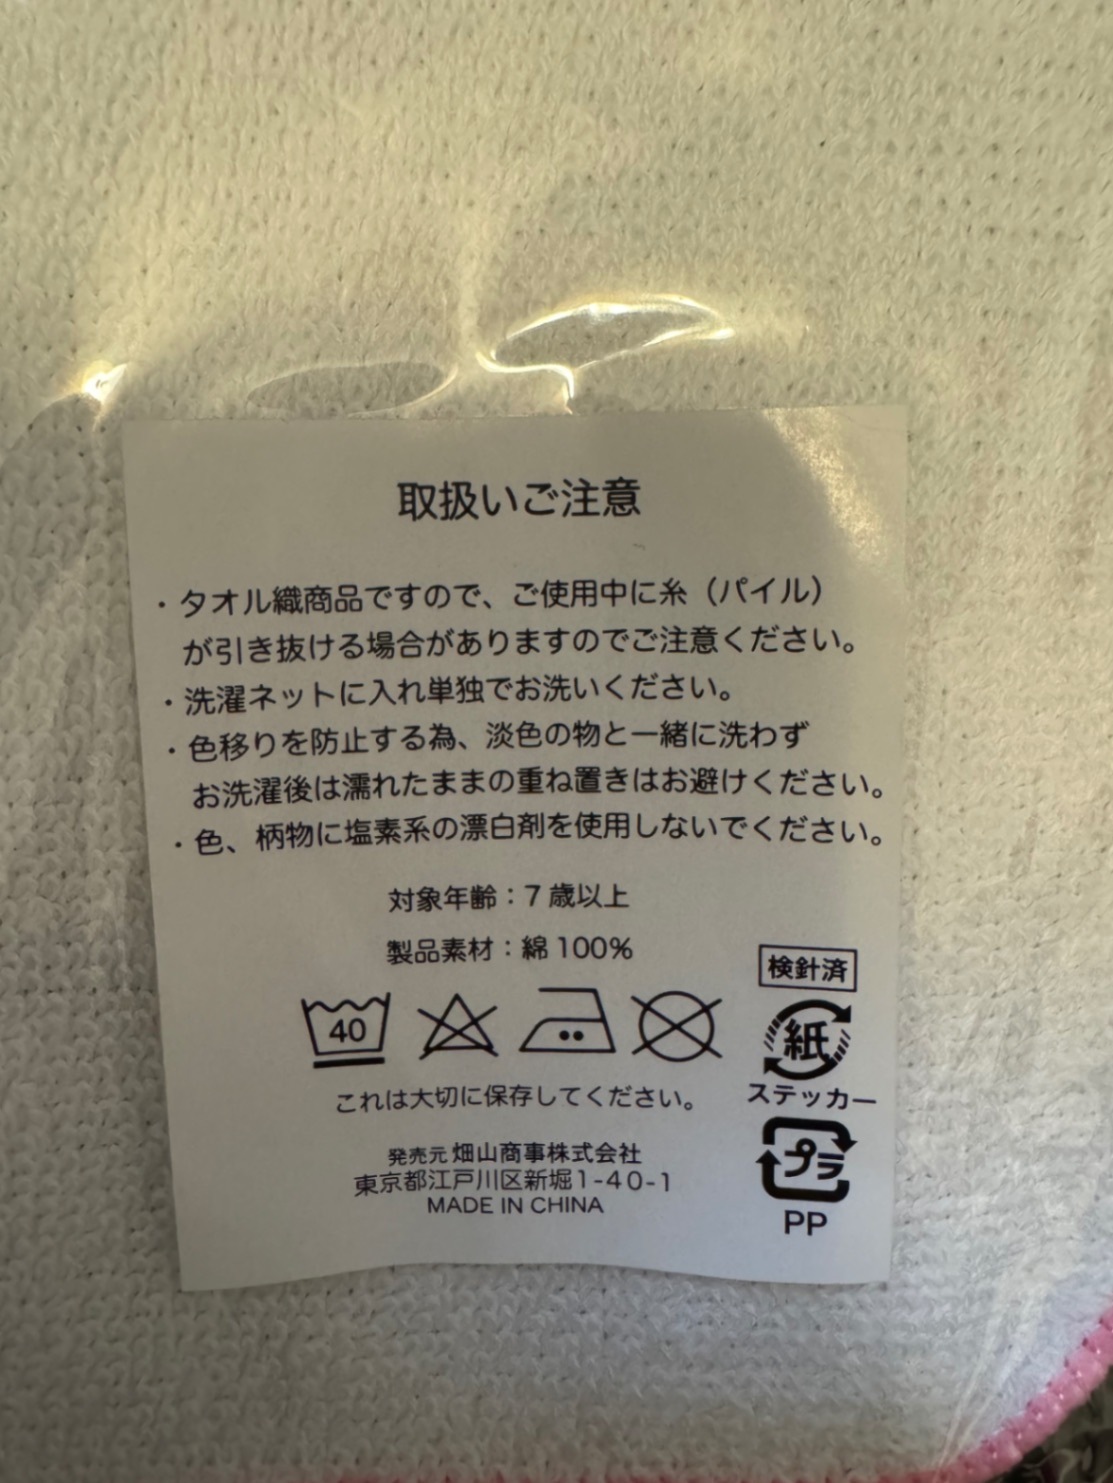 取扱いご注意
・タオル織商品ですので、ご使用中に糸（パイル）
が引き抜ける場合がありますのでご注意ください。
・洗濯ネットに入れ単独でお洗いください。
・色移りを防止する為、淡色の物と一緒に洗わず
お洗濯後は濡れたままの重ね置きはお避けください。
・色、柄物に塩素系の漂白剤を使用しないでください。
対象年齢：7 歳以上
製品素材：綿 100%
検針済
40
紙
ステッカー
これは大切に保存してください。
プラ
PP
発売元 畑山商事株式会社
東京都江戸川区新堀1-40-1
MADE IN CHINA